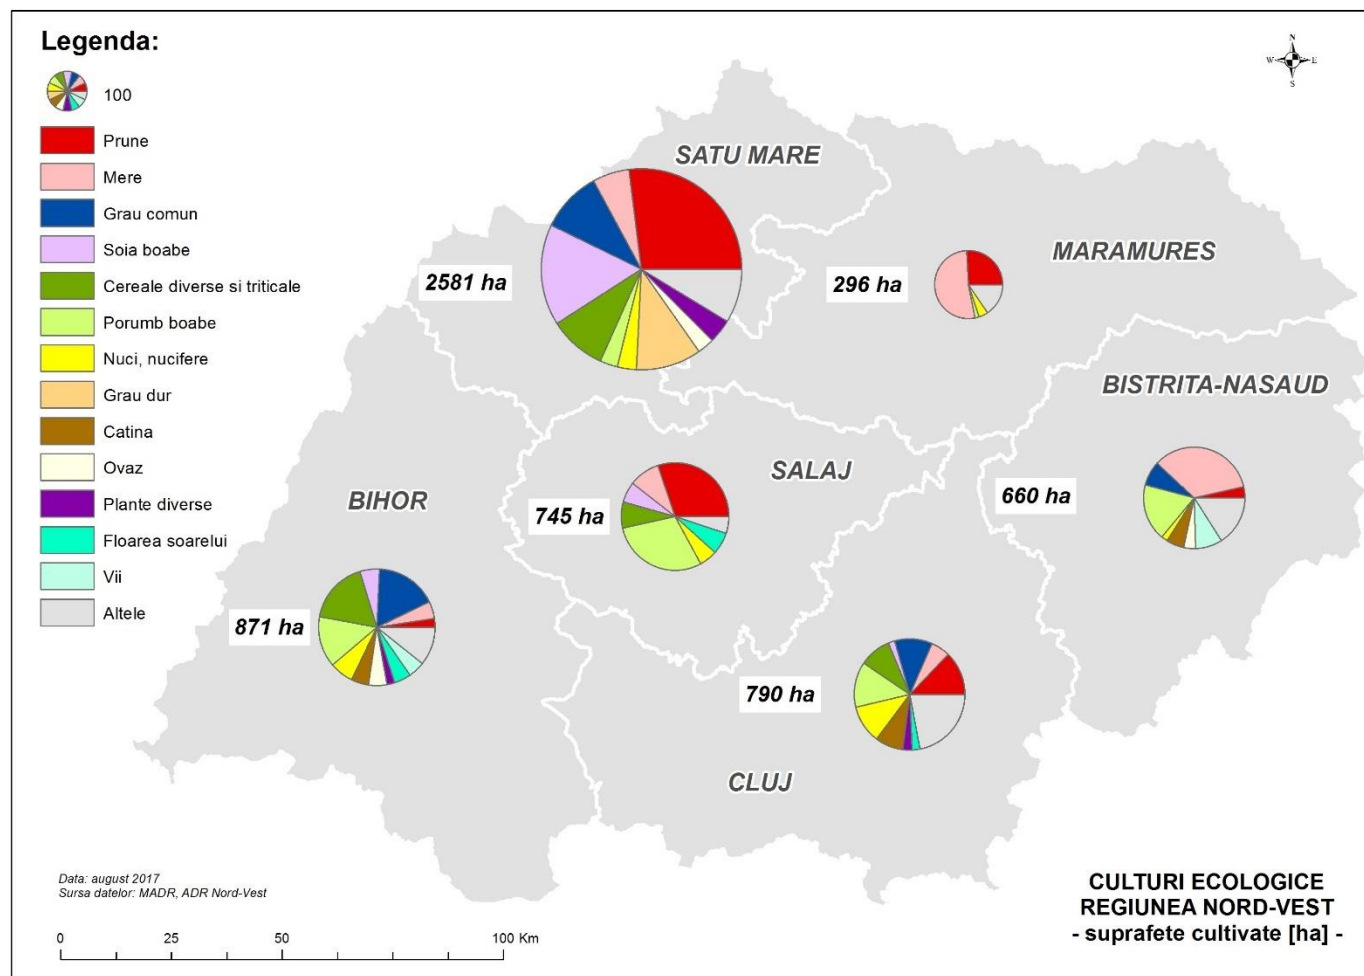 Legenda:
100
Prune
Mere
Grau comun
Soia boabe
Cereale diverse si triticale
Porumb boabe
Nuci, nucifere
Grau dur
Catina
Ovaz
Plante diverse
Floarea soarelui
Vii
Altele
N
W E
S
SATU MARE
2581 ha
MARAMURES
296 ha
BISTRITA-NASAUD
660 ha
SALAJ
745 ha
BIHOR
871 ha
790 ha
CLUJ
Data: august 2017
Sursa datelor: MADR, ADR Nord-Vest
0 25 50 100 Km
CULTURI ECOLOGICE
REGIUNEA NORD-VEST
- suprafete cultivate [ha] -